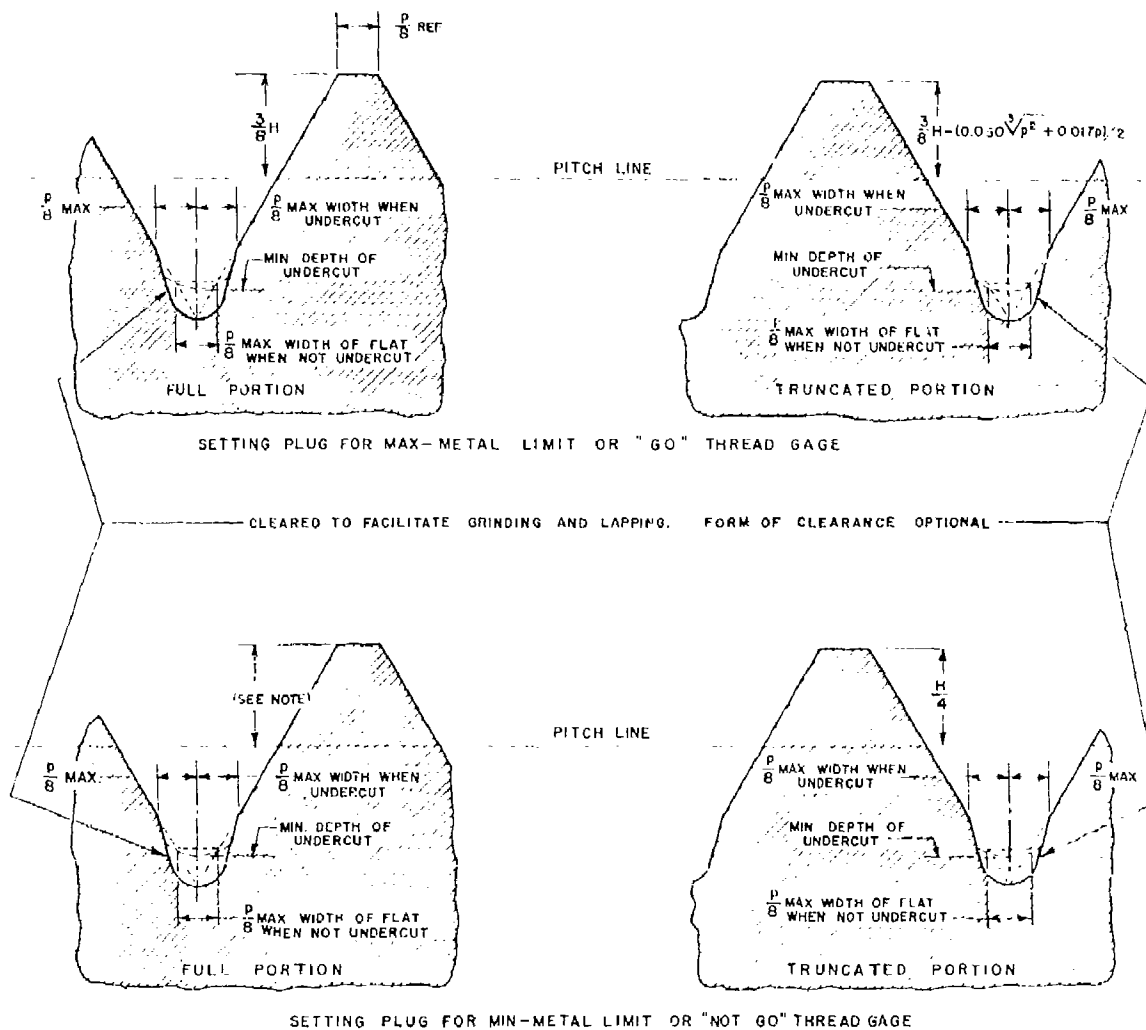 P/8 REF
3/8 H
3/8 H-(0.060 ∛p² + 0.017p)/2
PITCH LINE
P/8 MAX
P/8 MAX WIDTH WHEN
UNDERCUT
P/8 MAX WIDTH WHEN
UNDERCUT
P/8 MAX
MIN DEPTH OF
UNDERCUT
MIN DEPTH OF
UNDERCUT
P/8 MAX WIDTH OF FLAT
WHEN NOT UNDERCUT
P/8 MAX WIDTH OF FLAT
WHEN NOT UNDERCUT
FULL PORTION
TRUNCATED PORTION
SETTING PLUG FOR MAX-METAL LIMIT OR "GO" THREAD GAGE
CLEARED TO FACILITATE GRINDING AND LAPPING. FORM OF CLEARANCE OPTIONAL
(SEE NOTE)
H/4
PITCH LINE
P/8 MAX.
P/8 MAX WIDTH WHEN
UNDERCUT
P/8 MAX WIDTH WHEN
UNDERCUT
P/8 MAX
MIN. DEPTH OF
UNDERCUT
MIN DEPTH OF
UNDERCUT
P/8 MAX WIDTH OF FLAT
WHEN NOT UNDERCUT
P/8 MAX WIDTH OF FLAT
WHEN NOT UNDERCUT
FULL PORTION
TRUNCATED PORTION
SETTING PLUG FOR MIN-METAL LIMIT OR "NOT GO" THREAD GAGE